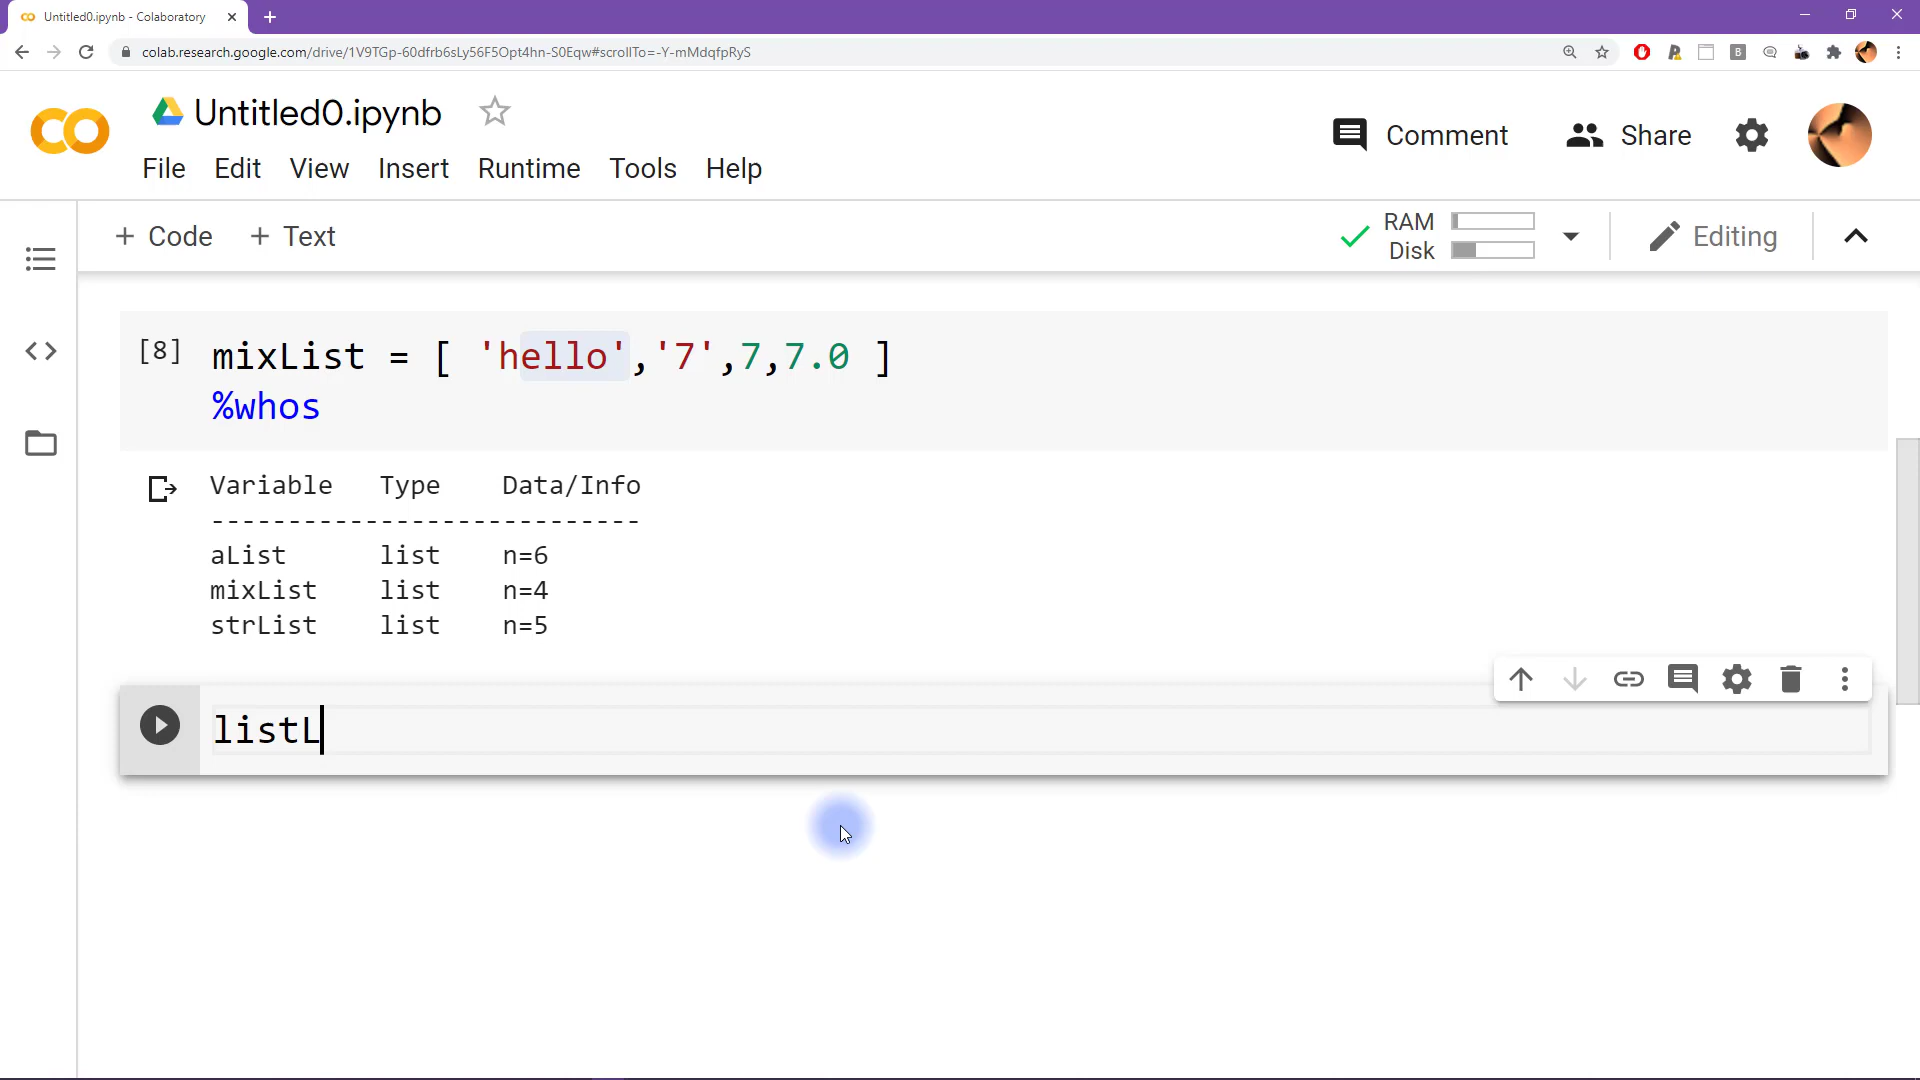 Untitled0.ipynb - Colaboratory
colab.research.google.com/drive/1V9TGp-60dfrb6sLy56F5Opt4hn-S0Eqw#scrollTo=-Y-mMdqfpRyS
Untitled0.ipynb
File Edit View Insert Runtime Tools Help
Comment Share
+ Code + Text
RAM
Disk
Editing
[8] mixList = [ 'hello','7',7,7.0 ]
%whos
Variable Type Data/Info
----------------------------
aList list n=6
mixList list n=4
strList list n=5
listL